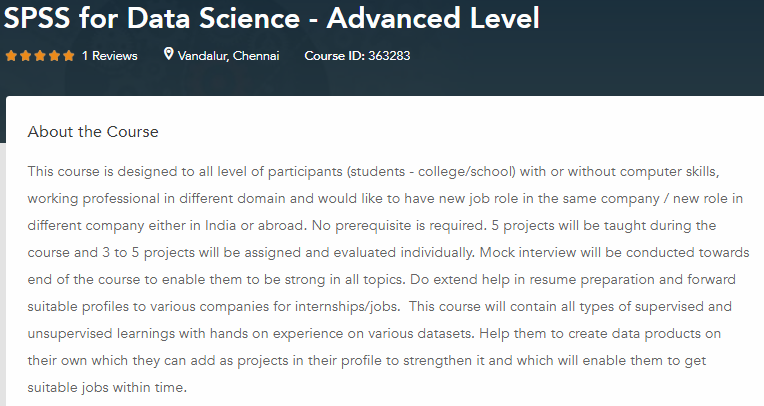 SPSS for Data Science - Advanced Level
1 Reviews Vandalur, Chennai Course ID: 363283
About the Course
This course is designed to all level of participants (students - college/school) with or without computer skills,
working professional in different domain and would like to have new job role in the same company / new role in
different company either in India or abroad. No prerequisite is required. 5 projects will be taught during the
course and 3 to 5 projects will be assigned and evaluated individually. Mock interview will be conducted towards
end of the course to enable them to be strong in all topics. Do extend help in resume preparation and forward
suitable profiles to various companies for internships/jobs.  This course will contain all types of supervised and
unsupervised learnings with hands on experience on various datasets. Help them to create data products on
their own which they can add as projects in their profile to strengthen it and which will enable them to get
suitable jobs within time.